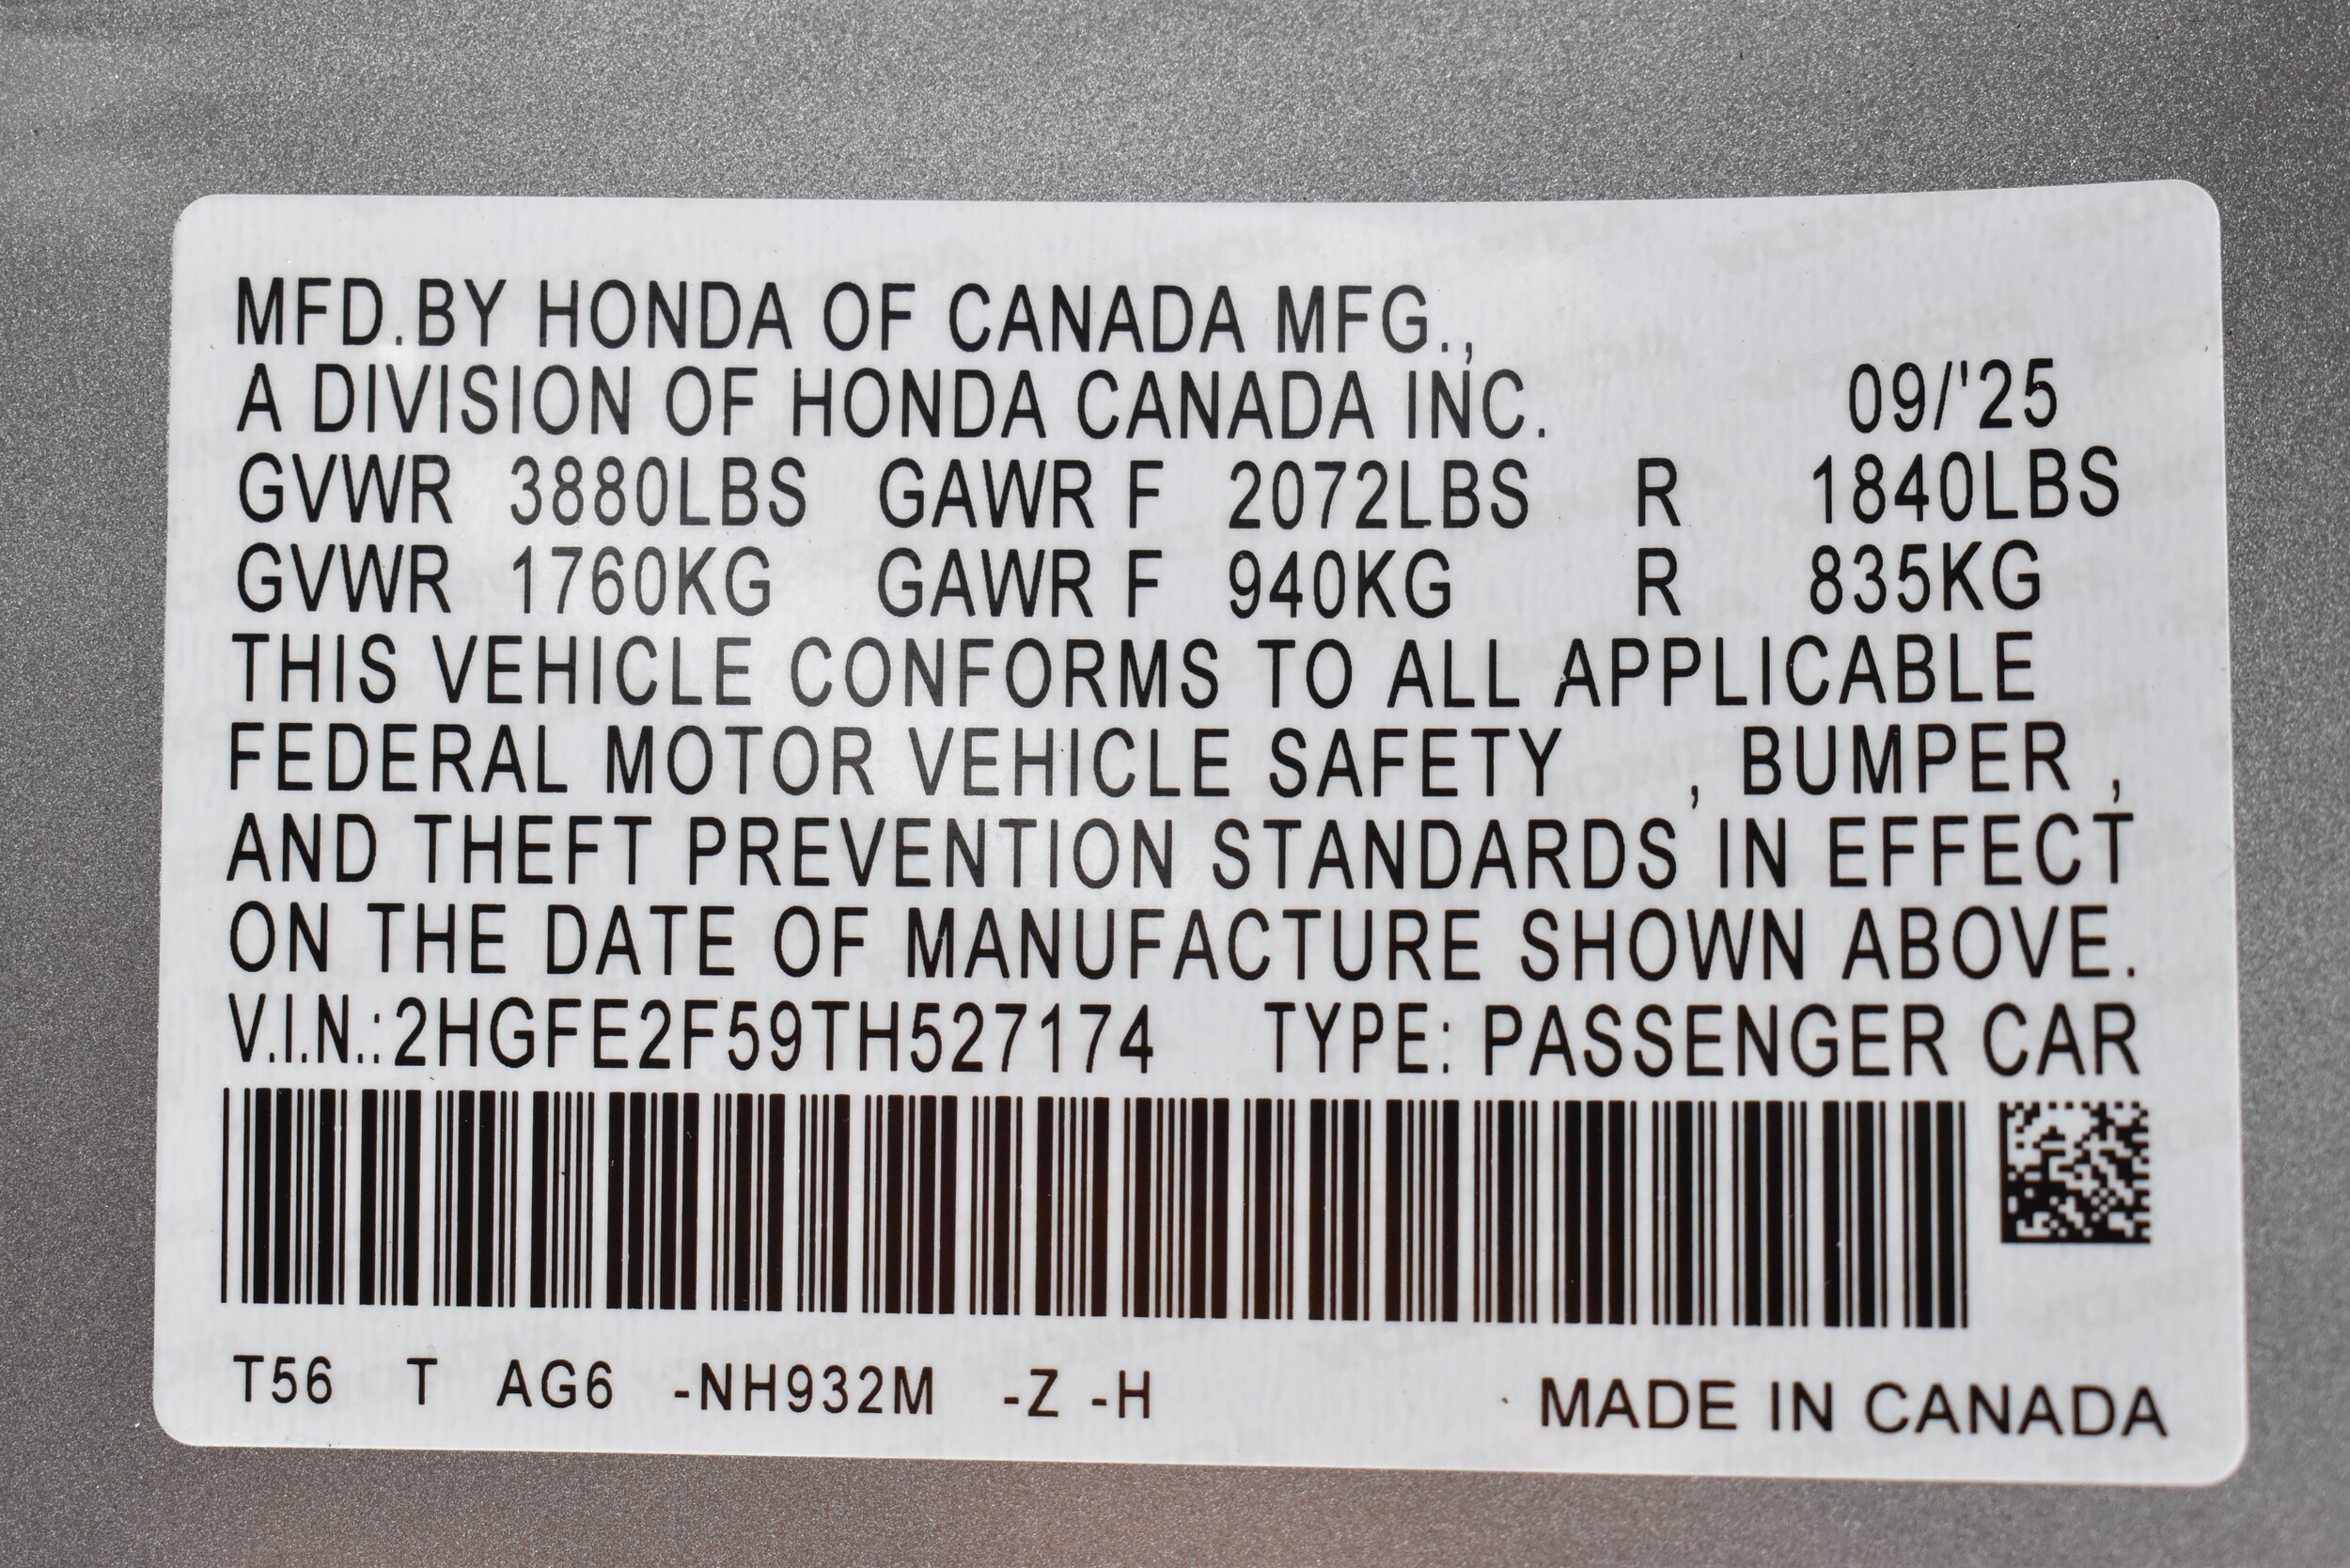 MFD.BY HONDA OF CANADA MFG.,
A DIVISION OF HONDA CANADA INC. 09/'25
GVWR 3880LBS GAWR F 2072LBS R 1840LBS
GVWR 1760KG GAWR F 940KG R 835KG
THIS VEHICLE CONFORMS TO ALL APPLICABLE
FEDERAL MOTOR VEHICLE SAFETY , BUMPER ,
AND THEFT PREVENTION STANDARDS IN EFFECT
ON THE DATE OF MANUFACTURE SHOWN ABOVE.
V.I.N.:2HGFE2F59TH527174 TYPE: PASSENGER CAR
T56 T AG6 -NH932M -Z -H MADE IN CANADA